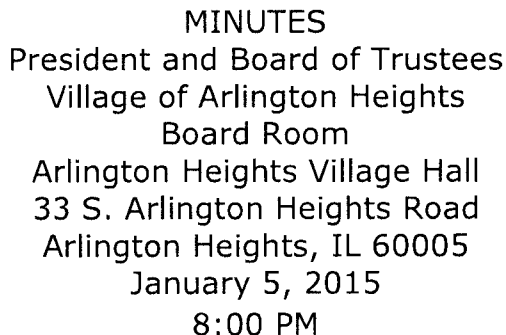 MINUTES
President and Board of Trustees
Village of Arlington Heights
Board Room
Arlington Heights Village Hall
33 S. Arlington Heights Road
Arlington Heights, IL 60005
January 5, 2015
8:00 PM